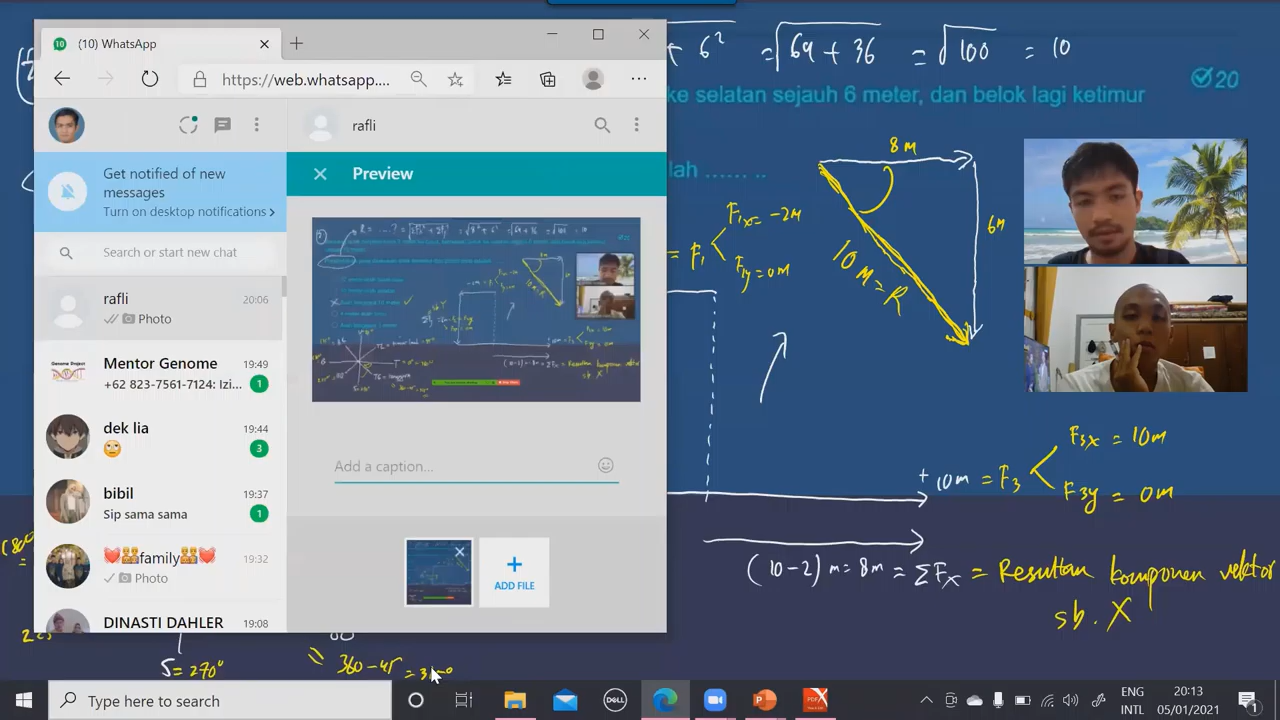 (10) WhatsApp
https://web.whatsapp....
rafli
Get notified of new
messages
Turn on desktop notifications >
Search or start new chat
rafli
20:06
Photo
Mentor Genome
19:49
+62 823-7561-7124: Izi...
1
dek lia
19:44
3
bibil
19:37
Sip sama sama
1
family
19:32
Photo
DINASTI DAHLER
19:08
Preview
Add a caption...
+
ADD FILE
6² = √64 + 36 = √100 = 10
ke selatan sejauh 6 meter, dan belok lagi ketimur
20
lah ...... ..
8 m
6m
10 m = R
= F1
F1x = -2m
F1y = 0m
+ 10m = F3
F3x = 10m
F3y = 0m
(10-2) m = 8m = ΣFx = Resultan komponen vektor
sb. X
S = 270°
= 360-45
Type here to search
ENG
INTL
20:13
05/01/2021
1